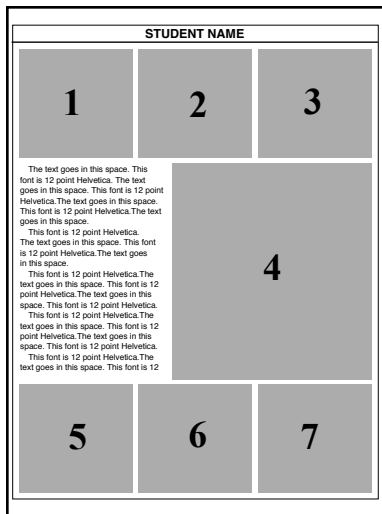 STUDENT NAME
1
2
3
The text goes in this space. This
font is 12 point Helvetica. The text
goes in this space. This font is 12 point
Helvetica.The text goes in this space.
This font is 12 point Helvetica.The text
goes in this space.
This font is 12 point Helvetica.
The text goes in this space. This font
is 12 point Helvetica.The text goes
in this space.
This font is 12 point Helvetica.The
text goes in this space. This font is 12
point Helvetica.The text goes in this
space. This font is 12 point Helvetica.
This font is 12 point Helvetica.The
text goes in this space. This font is 12
point Helvetica.The text goes in this
space. This font is 12 point Helvetica.
This font is 12 point Helvetica.The
text goes in this space. This font is 12
4
5
6
7